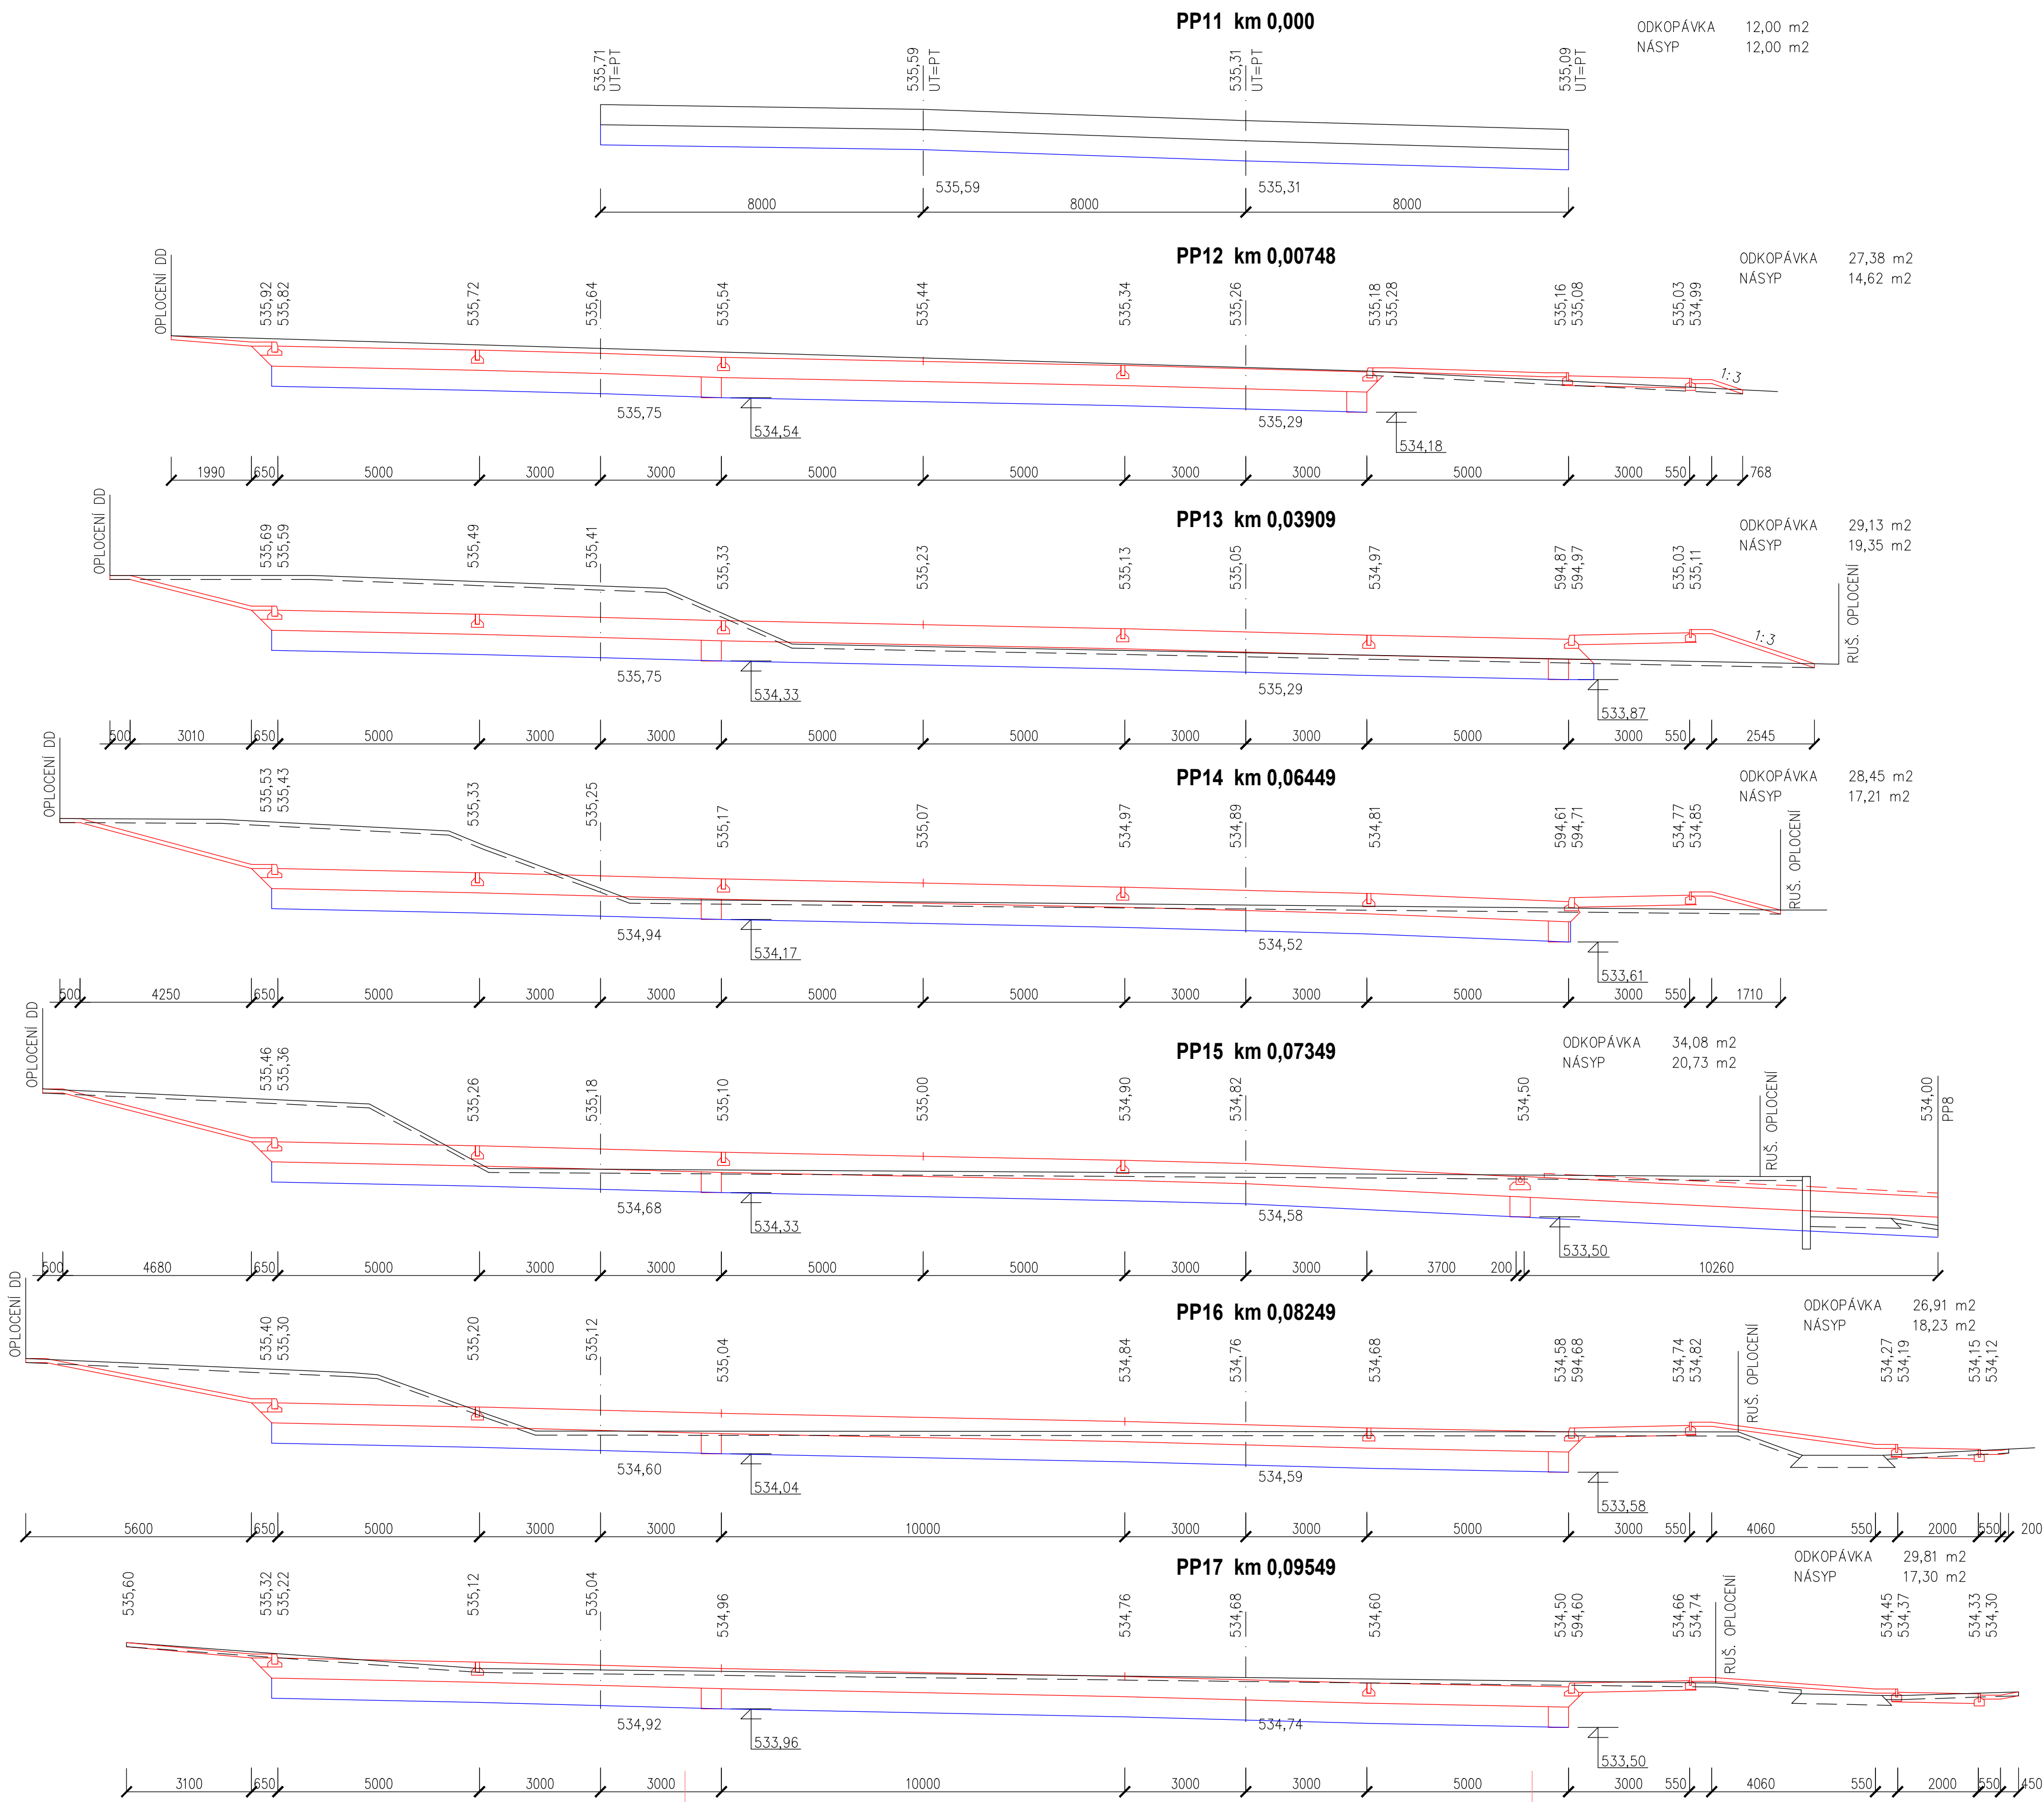 PP11 km 0,000
ODKOPÁVKA 12,00 m2
NÁSYP 12,00 m2
535,71
UT=PT
535,59
UT=PT
535,31
UT=PT
535,09
UT=PT
535,59
535,31
8000 8000 8000
PP12 km 0,00748
ODKOPÁVKA 27,38 m2
NÁSYP 14,62 m2
OPLOCENÍ DD
535,92
535,82
535,72
535,64
535,54
535,44
535,34
535,26
535,18
535,28
535,16
535,08
535,03
534,99
1:3
535,75
534,54
535,29
534,18
1990 650 5000 3000 3000 5000 5000 3000 3000 5000 3000 550 768
PP13 km 0,03909
ODKOPÁVKA 29,13 m2
NÁSYP 19,35 m2
OPLOCENÍ DD
535,69
535,59
535,49
535,41
535,33
535,23
535,13
535,05
534,97
594,87
594,97
535,03
535,11
RUŠ. OPLOCENÍ
1:3
535,75
534,33
535,29
533,87
500 3010 650 5000 3000 3000 5000 5000 3000 3000 5000 3000 550 2545
PP14 km 0,06449
ODKOPÁVKA 28,45 m2
NÁSYP 17,21 m2
OPLOCENÍ DD
535,53
535,43
535,33
535,25
535,17
535,07
534,97
534,89
534,81
594,61
594,71
534,77
534,85
RUŠ. OPLOCENÍ
534,94
534,17
534,52
533,61
500 4250 650 5000 3000 3000 5000 5000 3000 3000 5000 3000 550 1710
PP15 km 0,07349
ODKOPÁVKA 34,08 m2
NÁSYP 20,73 m2
OPLOCENÍ DD
535,46
535,36
535,26
535,18
535,10
535,00
534,90
534,82
534,50
RUŠ. OPLOCENÍ
534,00
PP8
534,68
534,33
534,58
533,50
500 4680 650 5000 3000 3000 5000 5000 3000 3000 3700 200 10260
PP16 km 0,08249
ODKOPÁVKA 26,91 m2
NÁSYP 18,23 m2
OPLOCENÍ DD
535,40
535,30
535,20
535,12
535,04
534,84
534,76
534,68
534,58
594,68
534,74
534,82
RUŠ. OPLOCENÍ
534,27
534,19
534,15
534,12
534,60
534,04
534,59
533,58
5600 650 5000 3000 3000 10000 3000 3000 5000 3000 550 4060 550 2000 550 200
PP17 km 0,09549
ODKOPÁVKA 29,81 m2
NÁSYP 17,30 m2
535,60
535,32
535,22
535,12
535,04
534,96
534,76
534,68
534,60
534,50
594,60
534,66
534,74
RUŠ. OPLOCENÍ
534,45
534,37
534,33
534,30
534,92
533,96
534,74
533,50
3100 650 5000 3000 3000 10000 3000 3000 5000 3000 550 4060 550 2000 550 450